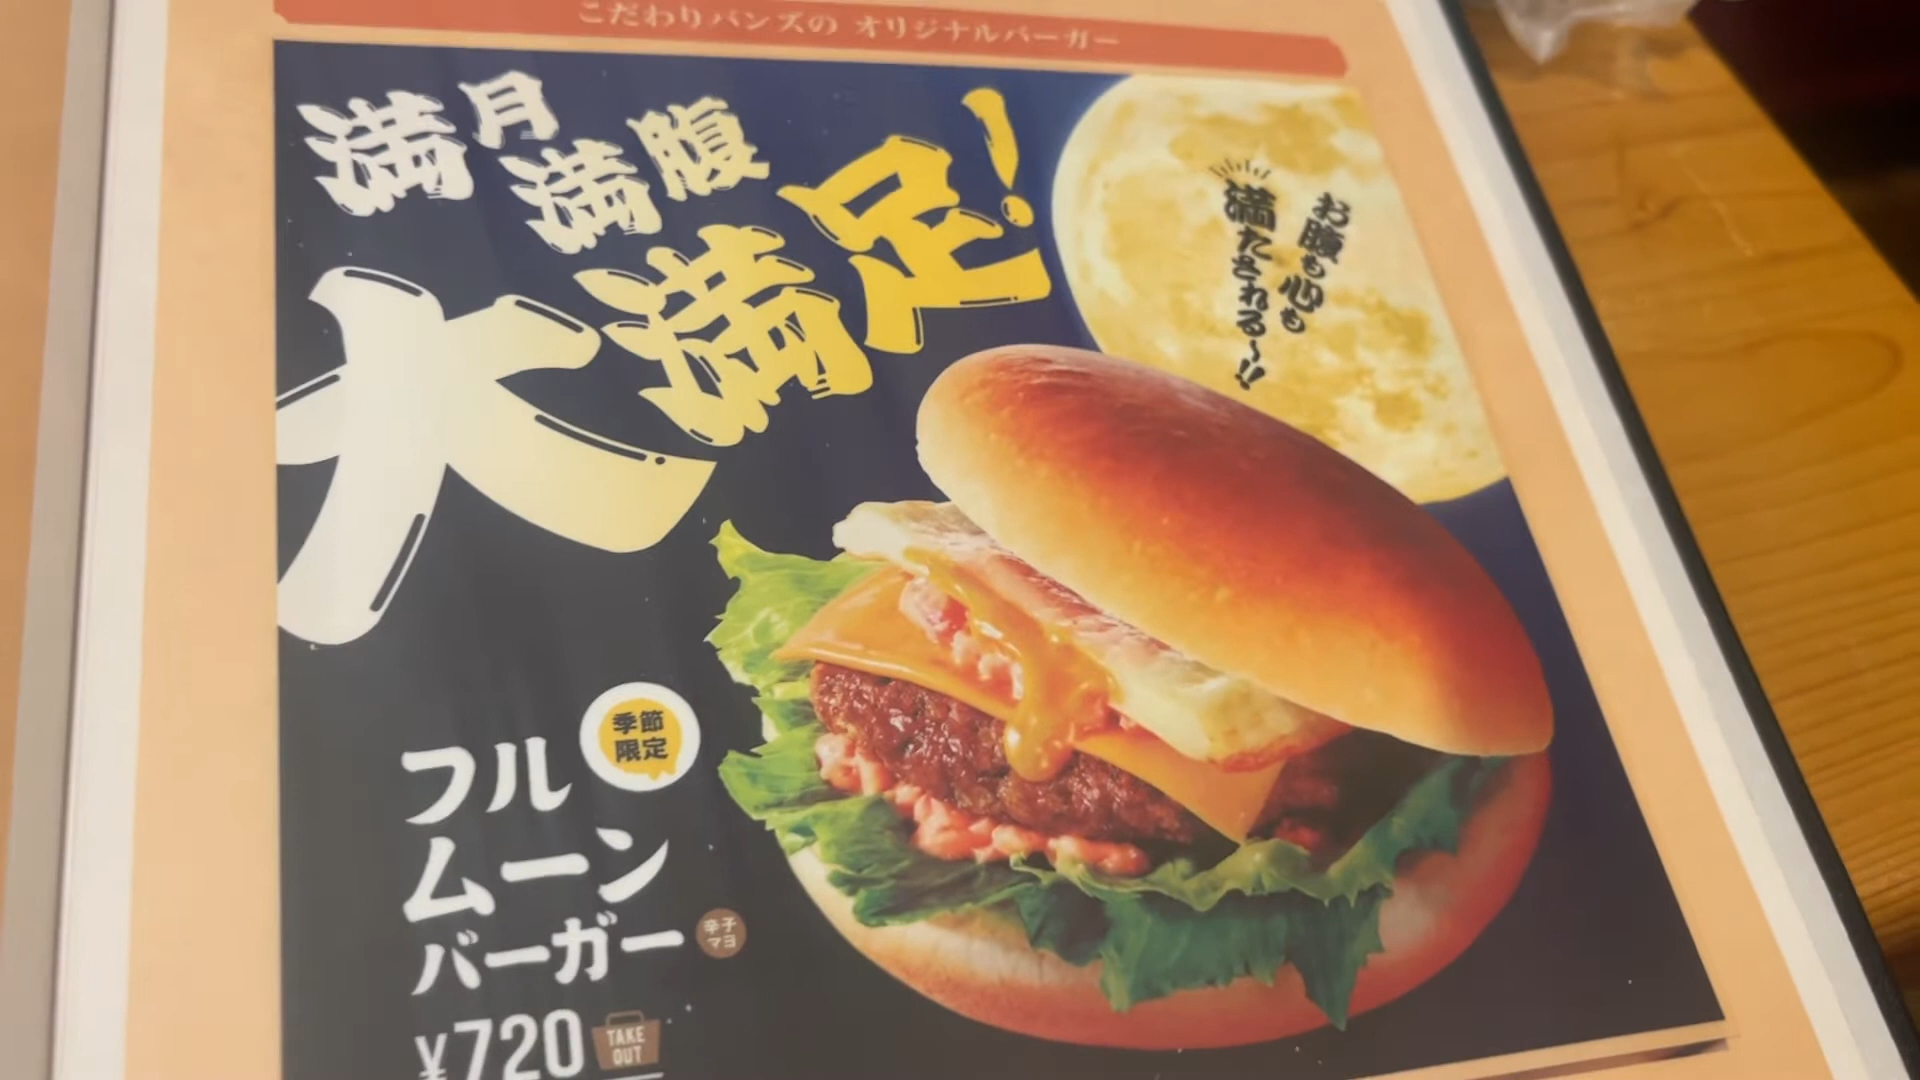 こだわりバンズの オリジナルバーガー
満月
満腹
大満足!
お腹も心も
満たされる〜!!
季節
限定
フル
ムーン
バーガー
辛子
マヨ
¥720
TAKE
OUT